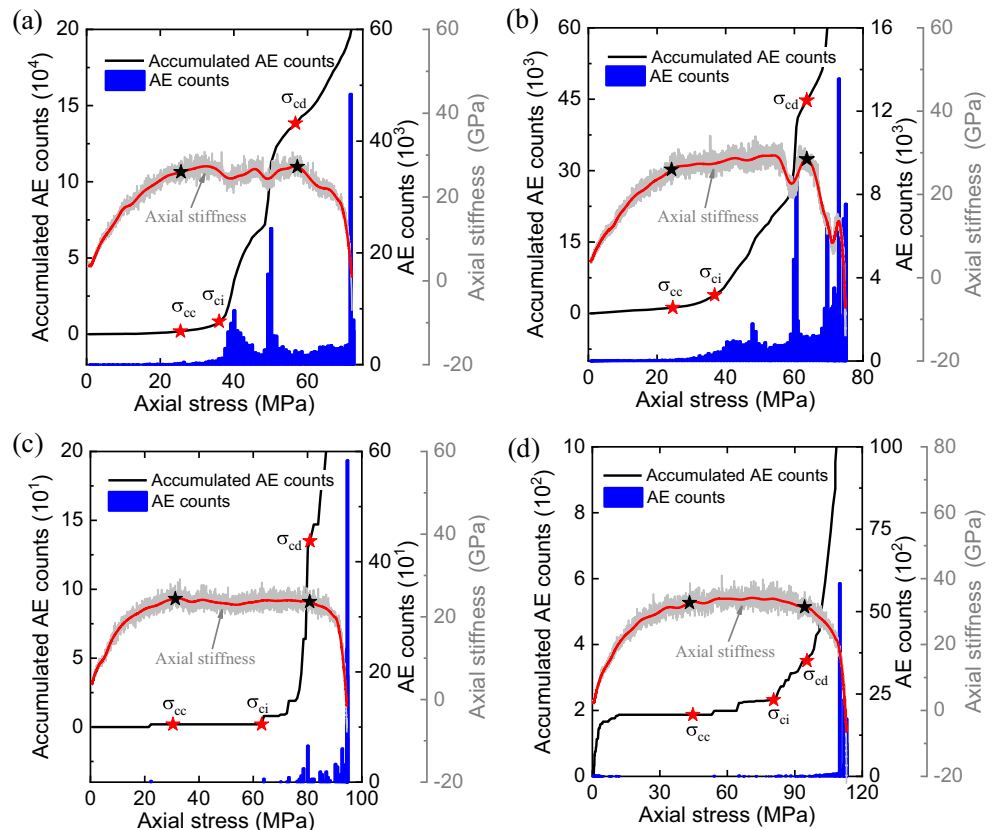 (a)
20
15
10
5
0
Accumulated AE counts (10⁴)
Accumulated AE counts
AE counts
σcd
σcc
σci
Axial stiffness
0 20 40 60
Axial stress (MPa)
60
40
20
0
AE counts (10³)
60
40
20
0
-20
Axial stiffness (GPa)
(b)
60
45
30
15
0
Accumulated AE counts (10³)
Accumulated AE counts
AE counts
σcd
σcc
σci
Axial stiffness
0 20 40 60 80
Axial stress (MPa)
16
12
8
4
0
AE counts (10³)
60
40
20
0
-20
Axial stiffness (GPa)
(c)
20
15
10
5
0
Accumulated AE counts (10¹)
Accumulated AE counts
AE counts
σcd
σcc
σci
Axial stiffness
0 20 40 60 80 100
Axial stress (MPa)
60
40
20
10
0
AE counts (10¹)
60
40
20
0
-20
Axial stiffness (GPa)
(d)
10
8
6
4
2
0
Accumulated AE counts (10²)
Accumulated AE counts
AE counts
Axial stiffness
σcc
σci
σcd
0 30 60 90 120
Axial stress (MPa)
100
75
50
25
0
AE counts (10²)
80
60
40
20
0
-20
Axial stiffness (GPa)